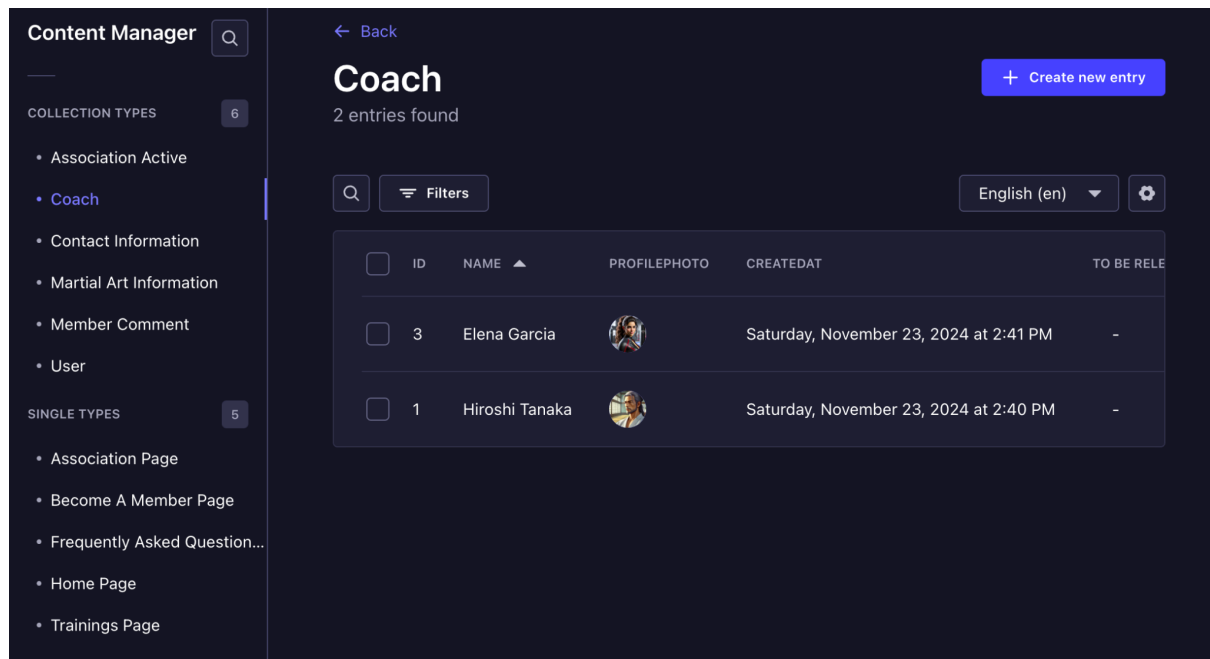 Content Manager
COLLECTION TYPES 6
Association Active
Coach
Contact Information
Martial Art Information
Member Comment
User
SINGLE TYPES 5
Association Page
Become A Member Page
Frequently Asked Question...
Home Page
Trainings Page
Back
Coach
2 entries found
Create new entry
Filters
English (en)
ID NAME PROFILEPHOTO CREATEDAT TO BE RELE
3 Elena Garcia Saturday, November 23, 2024 at 2:41 PM -
1 Hiroshi Tanaka Saturday, November 23, 2024 at 2:40 PM -